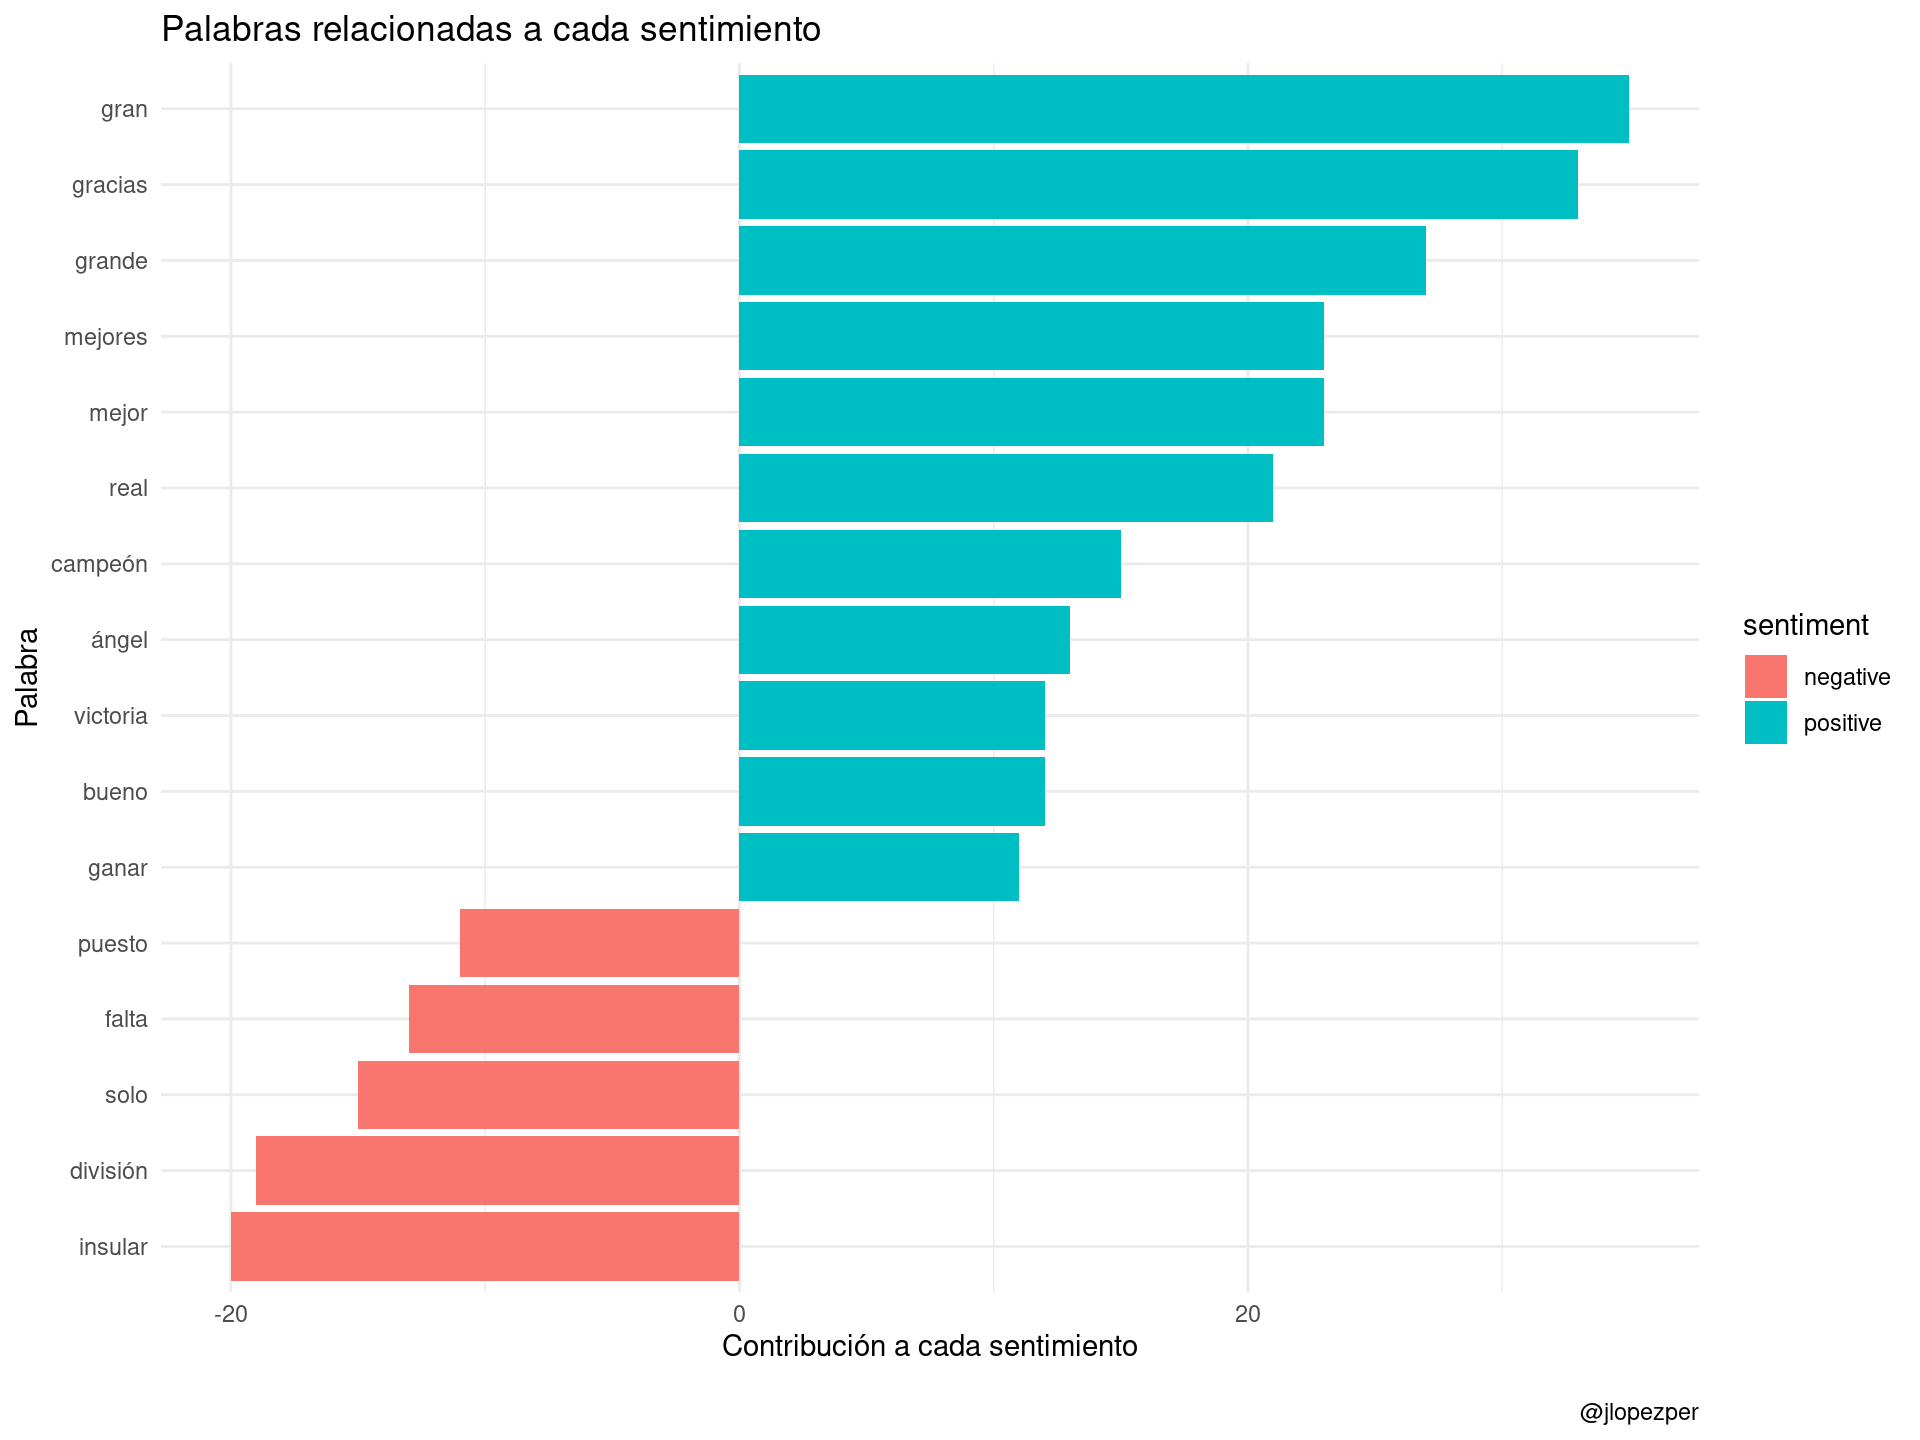 Palabras relacionadas a cada sentimiento
gran
gracias
grande
mejores
mejor
real
campeón
ángel
victoria
bueno
ganar
puesto
falta
solo
división
insular
Palabra
-20 0 20
Contribución a cada sentimiento
sentiment
negative
positive
@jlopezper